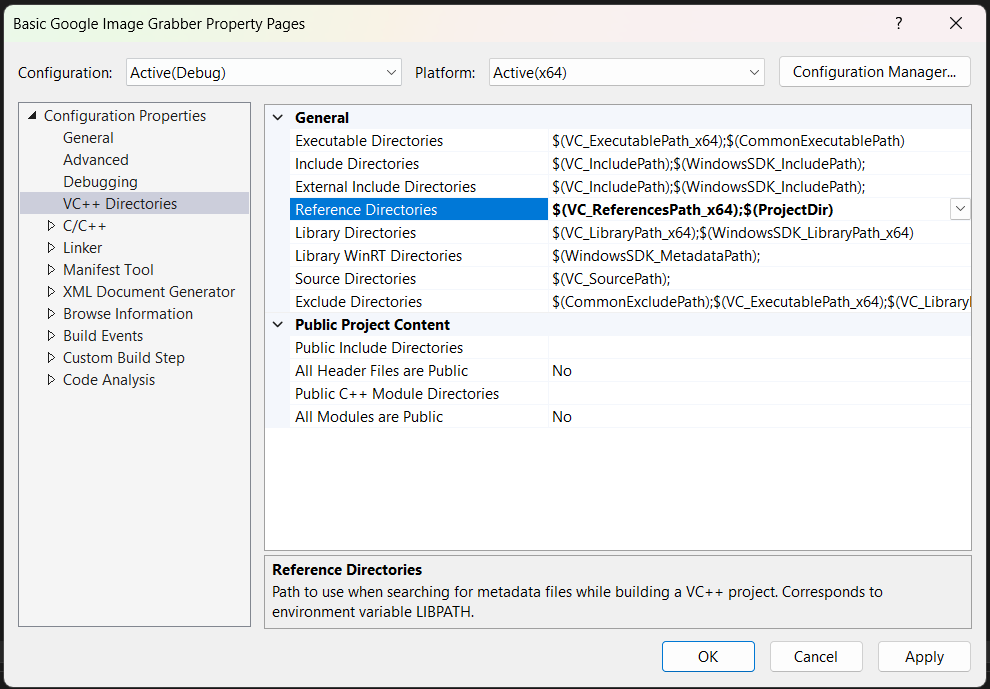 Basic Google Image Grabber Property Pages
?
Configuration: Active(Debug) Platform: Active(x64) Configuration Manager...
Configuration Properties
General
Advanced
Debugging
VC++ Directories
C/C++
Linker
Manifest Tool
XML Document Generator
Browse Information
Build Events
Custom Build Step
Code Analysis
General
Executable Directories $(VC_ExecutablePath_x64);$(CommonExecutablePath)
Include Directories $(VC_IncludePath);$(WindowsSDK_IncludePath);
External Include Directories $(VC_IncludePath);$(WindowsSDK_IncludePath);
Reference Directories $(VC_ReferencesPath_x64);$(ProjectDir)
Library Directories $(VC_LibraryPath_x64);$(WindowsSDK_LibraryPath_x64)
Library WinRT Directories $(WindowsSDK_MetadataPath);
Source Directories $(VC_SourcePath);
Exclude Directories $(CommonExcludePath);$(VC_ExecutablePath_x64);$(VC_Library
Public Project Content
Public Include Directories
All Header Files are Public No
Public C++ Module Directories
All Modules are Public No
Reference Directories
Path to use when searching for metadata files while building a VC++ project. Corresponds to
environment variable LIBPATH.
OK Cancel Apply